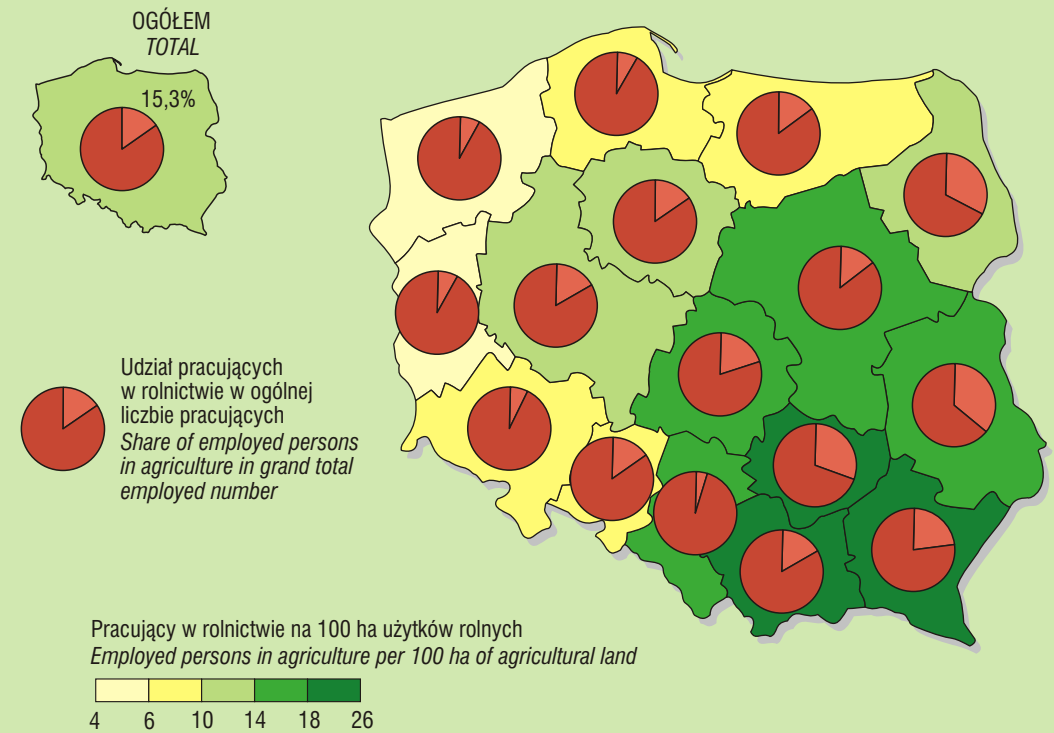 OGÓŁEM
TOTAL
15,3%
Udział pracujących
w rolnictwie w ogólnej
liczbie pracujących
Share of employed persons
in agriculture in grand total
employed number
Pracujący w rolnictwie na 100 ha użytków rolnych
Employed persons in agriculture per 100 ha of agricultural land
4 6 10 14 18 26